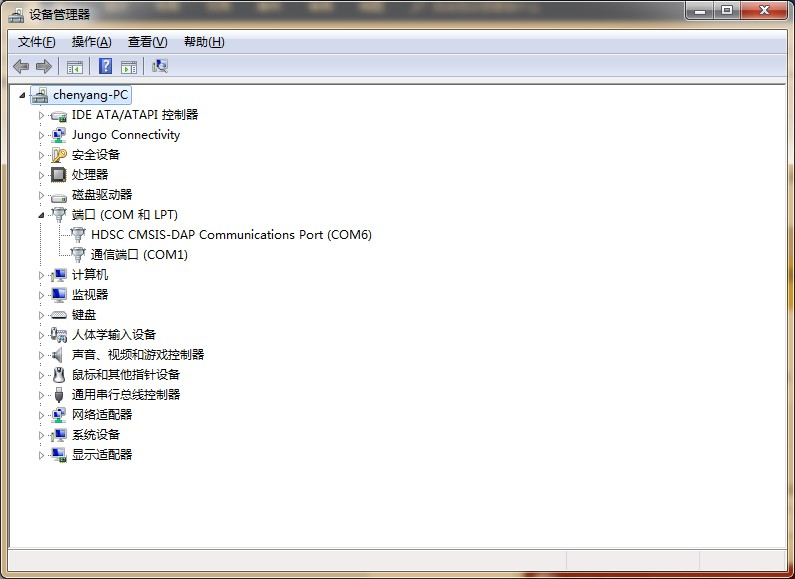 设备管理器
文件(F) 操作(A) 查看(V) 帮助(H)
chenyang-PC
IDE ATA/ATAPI 控制器
Jungo Connectivity
安全设备
处理器
磁盘驱动器
端口 (COM 和 LPT)
HDSC CMSIS-DAP Communications Port (COM6)
通信端口 (COM1)
计算机
监视器
键盘
人体学输入设备
声音、视频和游戏控制器
鼠标和其他指针设备
通用串行总线控制器
网络适配器
系统设备
显示适配器